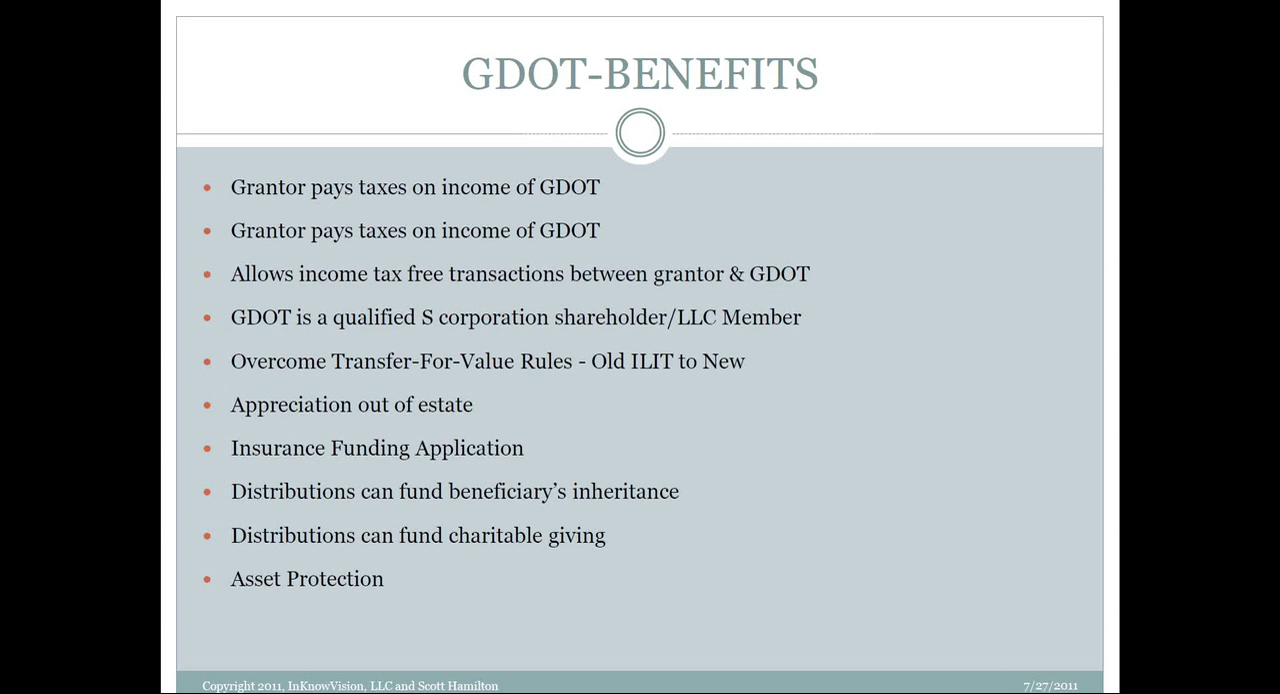 GDOT-BENEFITS
• Grantor pays taxes on income of GDOT
• Grantor pays taxes on income of GDOT
• Allows income tax free transactions between grantor & GDOT
• GDOT is a qualified S corporation shareholder/LLC Member
• Overcome Transfer-For-Value Rules - Old ILIT to New
• Appreciation out of estate
• Insurance Funding Application
• Distributions can fund beneficiary’s inheritance
• Distributions can fund charitable giving
• Asset Protection
Copyright 2011, InKnowVision, LLC and Scott Hamilton
7/27/2011